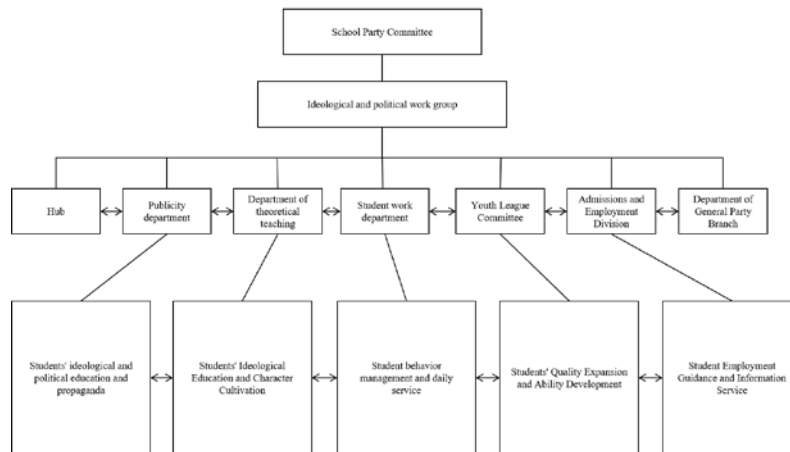 School Party Committee
Ideological and political work group
Hub
Publicity
department
Department of
theoretical
teaching
Student work
department
Youth League
Committee
Admissions and
Employment
Division
Department of
General Party
Branch
Students' ideological and
political education and
propaganda
Students' Ideological
Education and Character
Cultivation
Student behavior
management and daily
service
Students' Quality Expansion
and Ability Development
Student Employment
Guidance and Information
Service